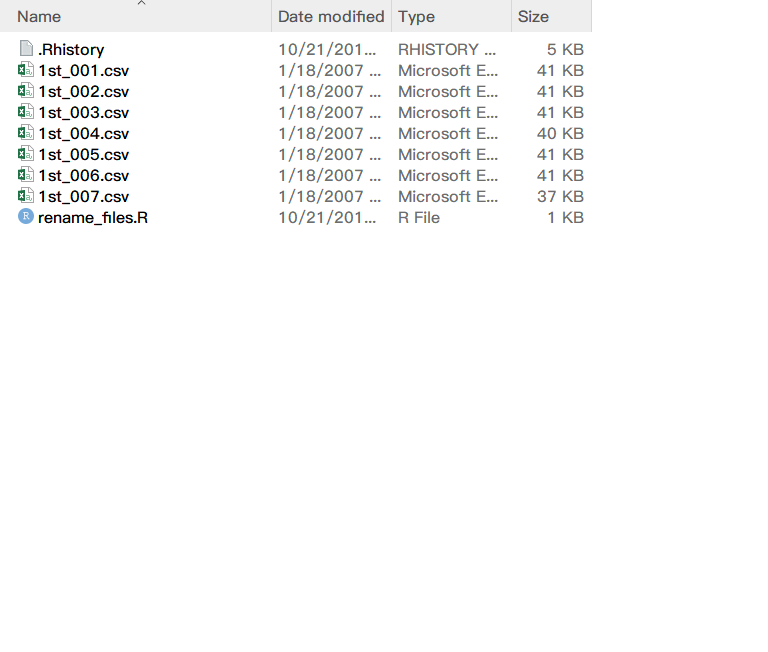 Name Date modified Type Size
.Rhistory 10/21/201... RHISTORY ... 5 KB
1st_001.csv 1/18/2007 ... Microsoft E... 41 KB
1st_002.csv 1/18/2007 ... Microsoft E... 41 KB
1st_003.csv 1/18/2007 ... Microsoft E... 41 KB
1st_004.csv 1/18/2007 ... Microsoft E... 40 KB
1st_005.csv 1/18/2007 ... Microsoft E... 41 KB
1st_006.csv 1/18/2007 ... Microsoft E... 41 KB
1st_007.csv 1/18/2007 ... Microsoft E... 37 KB
rename_files.R 10/21/201... R File 1 KB